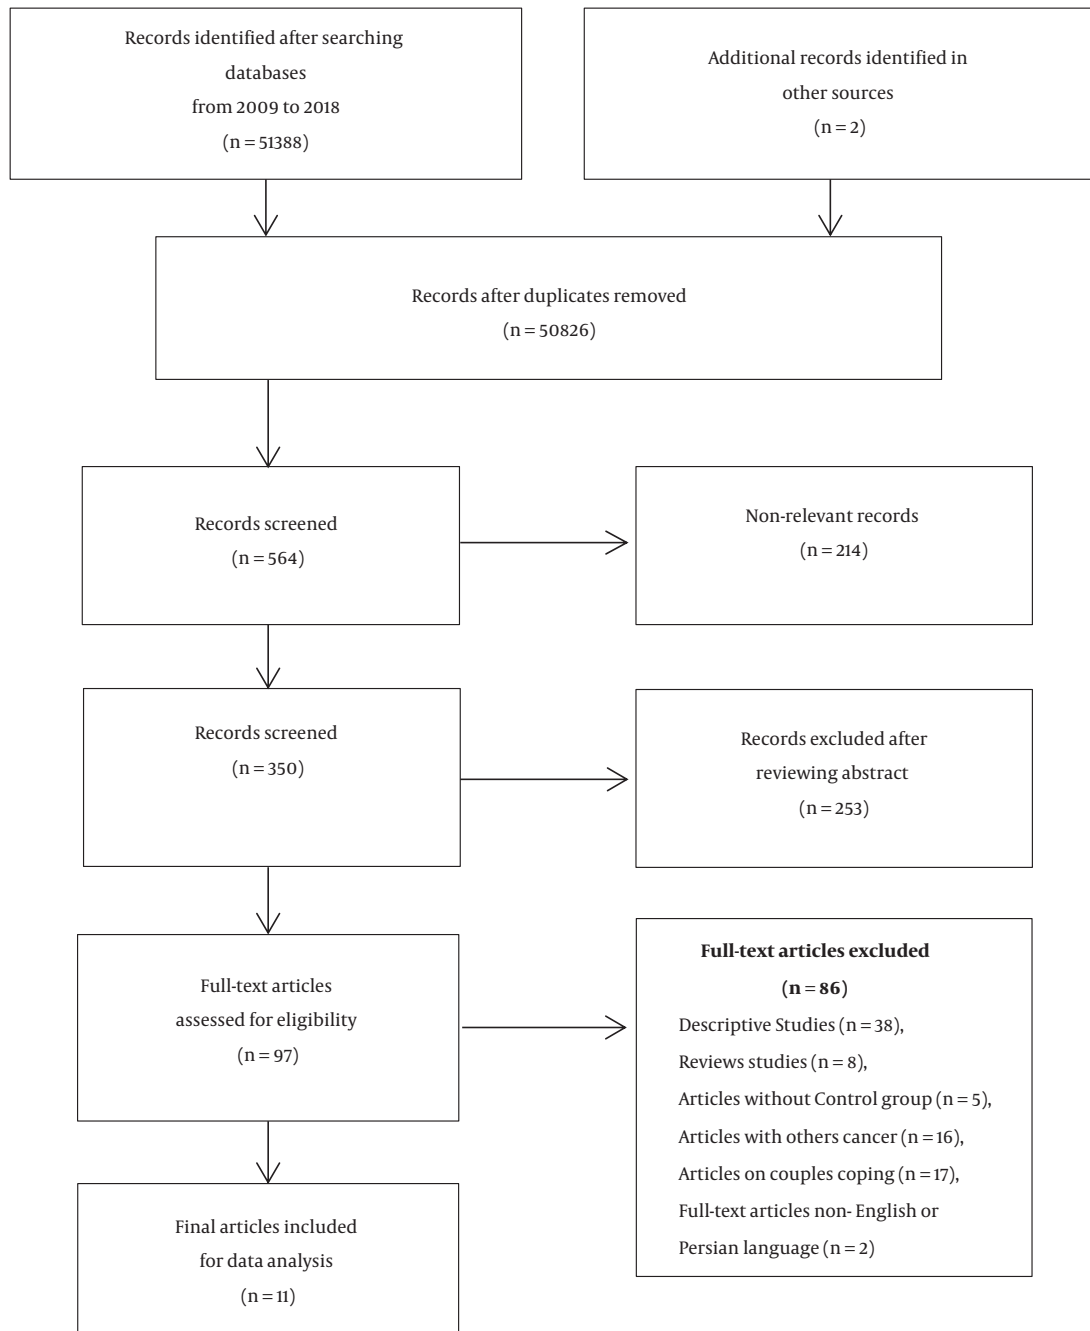 Records identified after searching
databases
from 2009 to 2018
(n = 51388)
Additional records identified in
other sources
(n = 2)
Records after duplicates removed
(n = 50826)
Records screened
(n = 564)
Non-relevant records
(n = 214)
Records screened
(n = 350)
Records excluded after
reviewing abstract
(n = 253)
Full-text articles
assessed for eligibility
(n = 97)
Full-text articles excluded
(n = 86)
Descriptive Studies (n = 38),
Reviews studies (n = 8),
Articles without Control group (n = 5),
Articles with others cancer (n = 16),
Articles on couples coping (n = 17),
Full-text articles non- English or
Persian language (n = 2)
Final articles included
for data analysis
(n = 11)